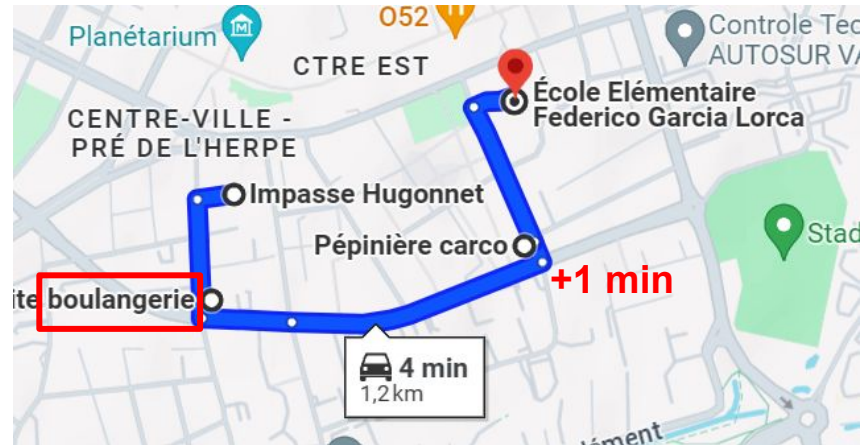 O52
Planétarium
Controle Tec
AUTOSUR VA
CTRE EST
École Elémentaire
Federico Garcia Lorca
CENTRE-VILLE -
PRÉ DE L'HERPE
Impasse Hugonnet
Pépinière carco
Stad
+1 min
ite boulangerie
4 min
1,2 km
ément